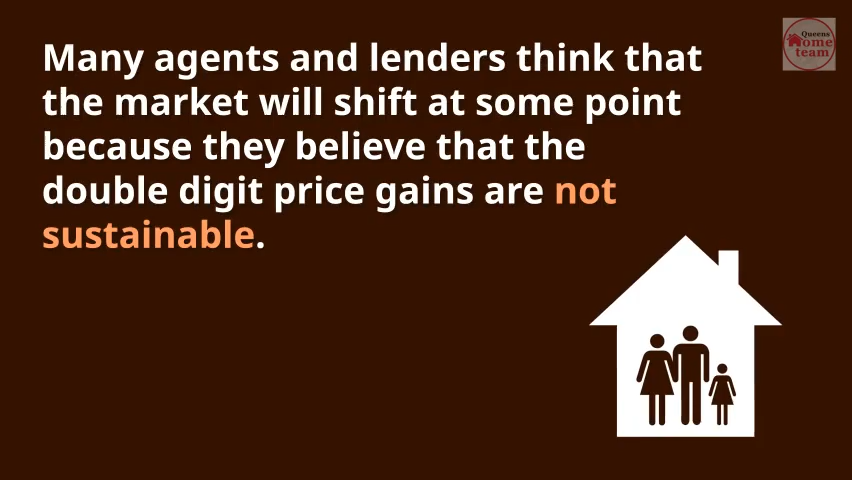 Many agents and lenders think that
the market will shift at some point
because they believe that the
double digit price gains are not
sustainable.
Queens
ome
team